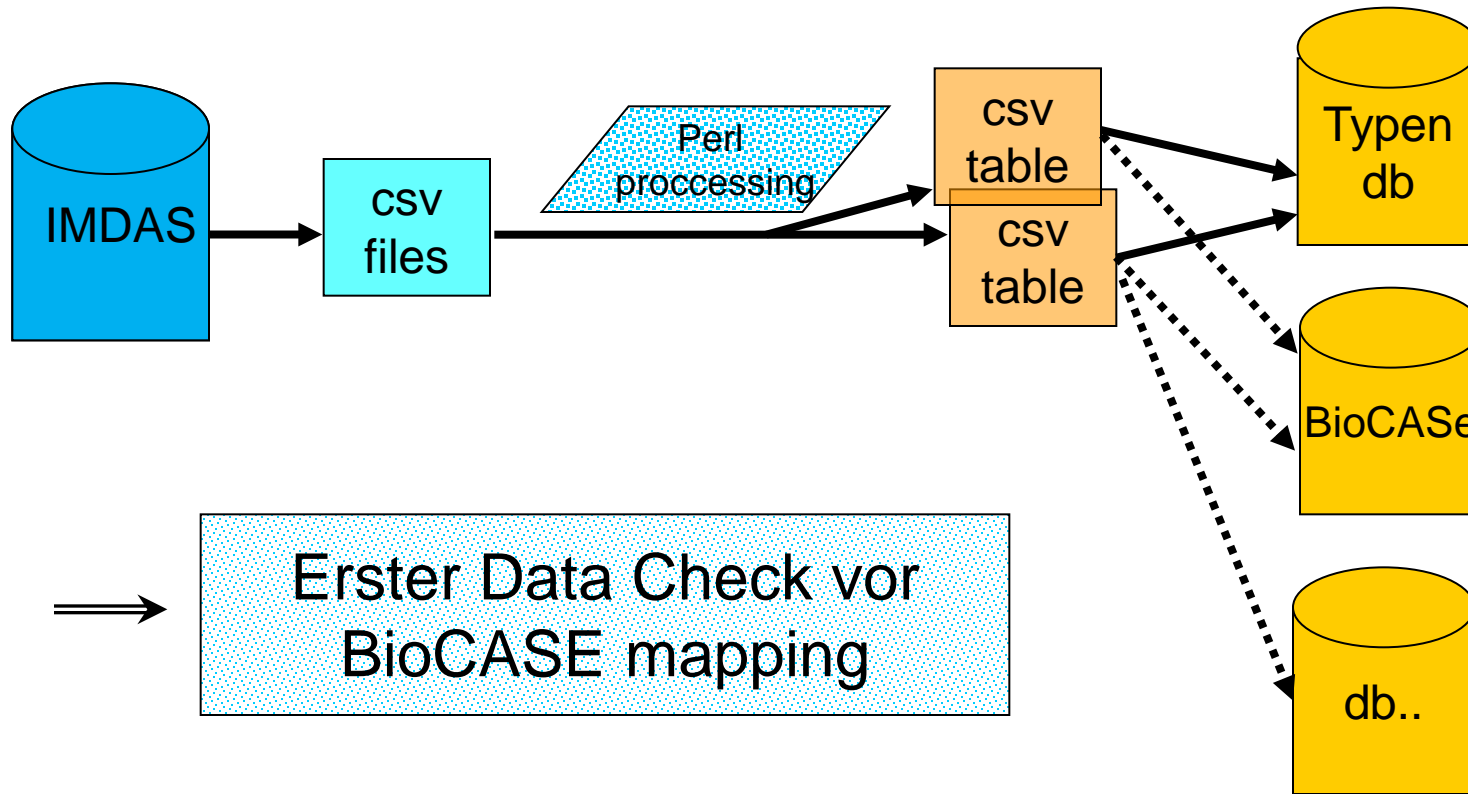 IMDAS
csv
files
Perl
proccessing
csv
table
csv
table
Typen
db
BioCASe
db..
Erster Data Check vor
BioCASE mapping